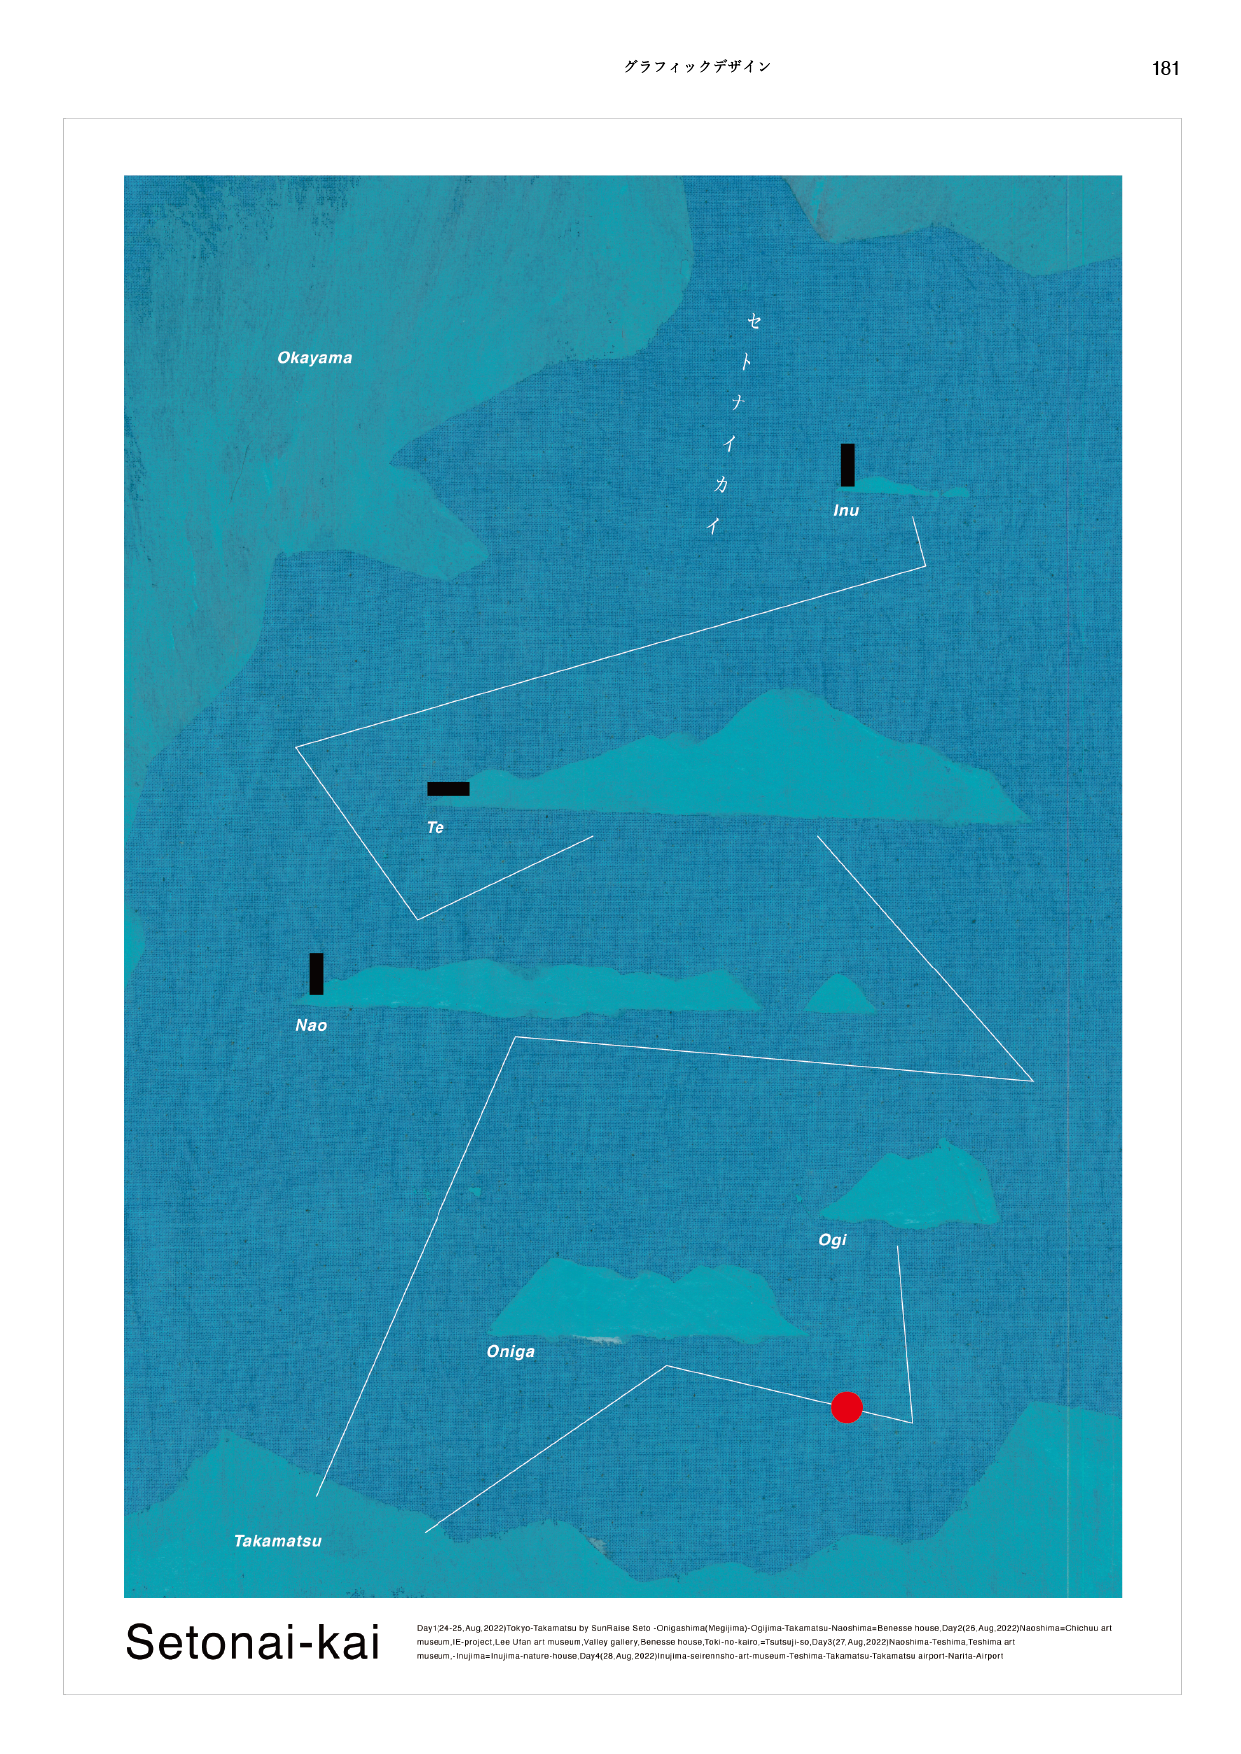 グラフィックデザイン
181
Okayama
セトナイカイ
Inu
Te
Nao
Ogi
Oniga
Takamatsu
Setonai-kai
Day1;24-25,Aug,2022)Tokyo-Takamatsu by SunRaise Seto -Onigashima(Megijima)-Ogijima-Takamatsu-Naoshima=Benesse house,Day2(26,Aug,2022)Naoshima=Chichuu art
museum,IE-project,Lee Ufan art museum,Valley gallery,Benesse house,Toki-no-kairo,=Tsutsuji-so,Day3(27,Aug,2022)Naoshima-Teshima,Teshima art
museum,-Inujima=Inujima-nature-house,Day4(28,Aug,2022)Inujima-seirennsho-art-museum-Teshima-Takamatsu-Takamatsu airport-Narita-Airport